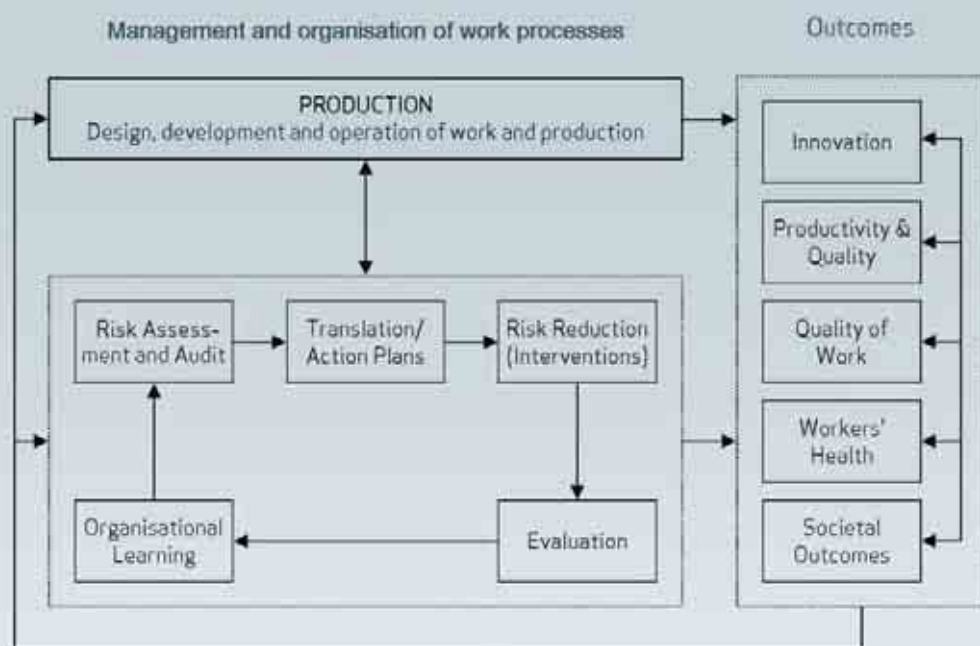 Management and organisation of work processes
Outcomes
PRODUCTION
Design, development and operation of work and production
Innovation
Productivity &
Quality
Risk Assess-
ment and Audit
Translation/
Action Plans
Risk Reduction
(Interventions)
Quality of
Work
Workers'
Health
Organisational
Learning
Evaluation
Societal
Outcomes